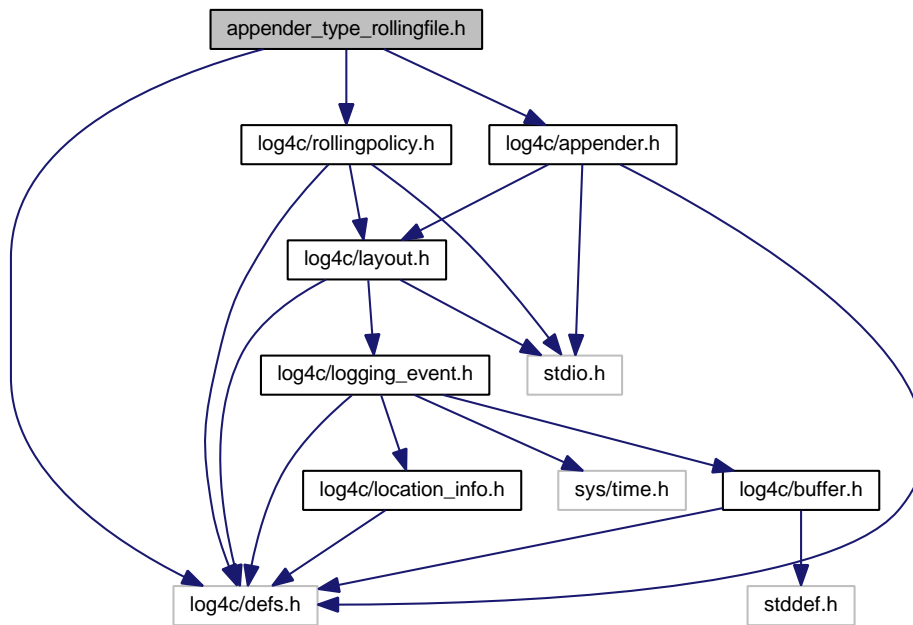 appender_type_rollingfile.h
log4c/rollingpolicy.h
log4c/appender.h
log4c/layout.h
log4c/logging_event.h
stdio.h
log4c/location_info.h
sys/time.h
log4c/buffer.h
log4c/defs.h
stddef.h